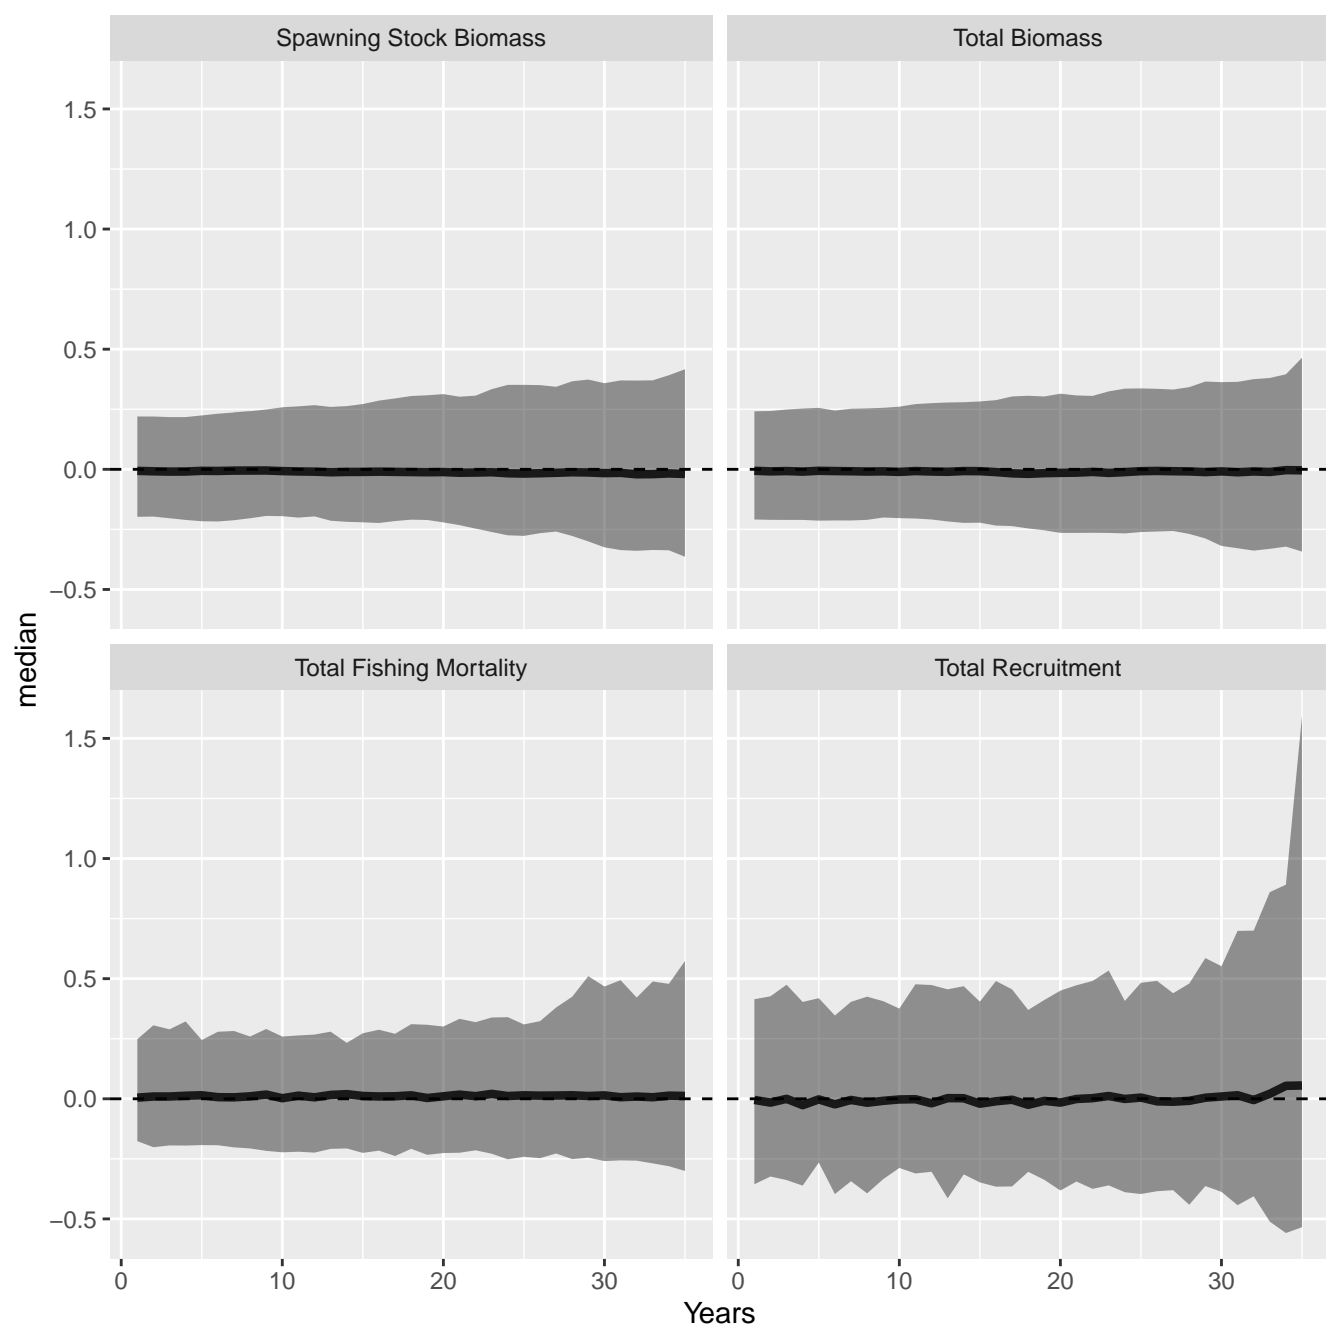 Spawning Stock Biomass
Total Biomass
1.5
1.0
0.5
0.0
−0.5
median
Total Fishing Mortality
Total Recruitment
1.5
1.0
0.5
0.0
−0.5
0 10 20 30
0 10 20 30
Years